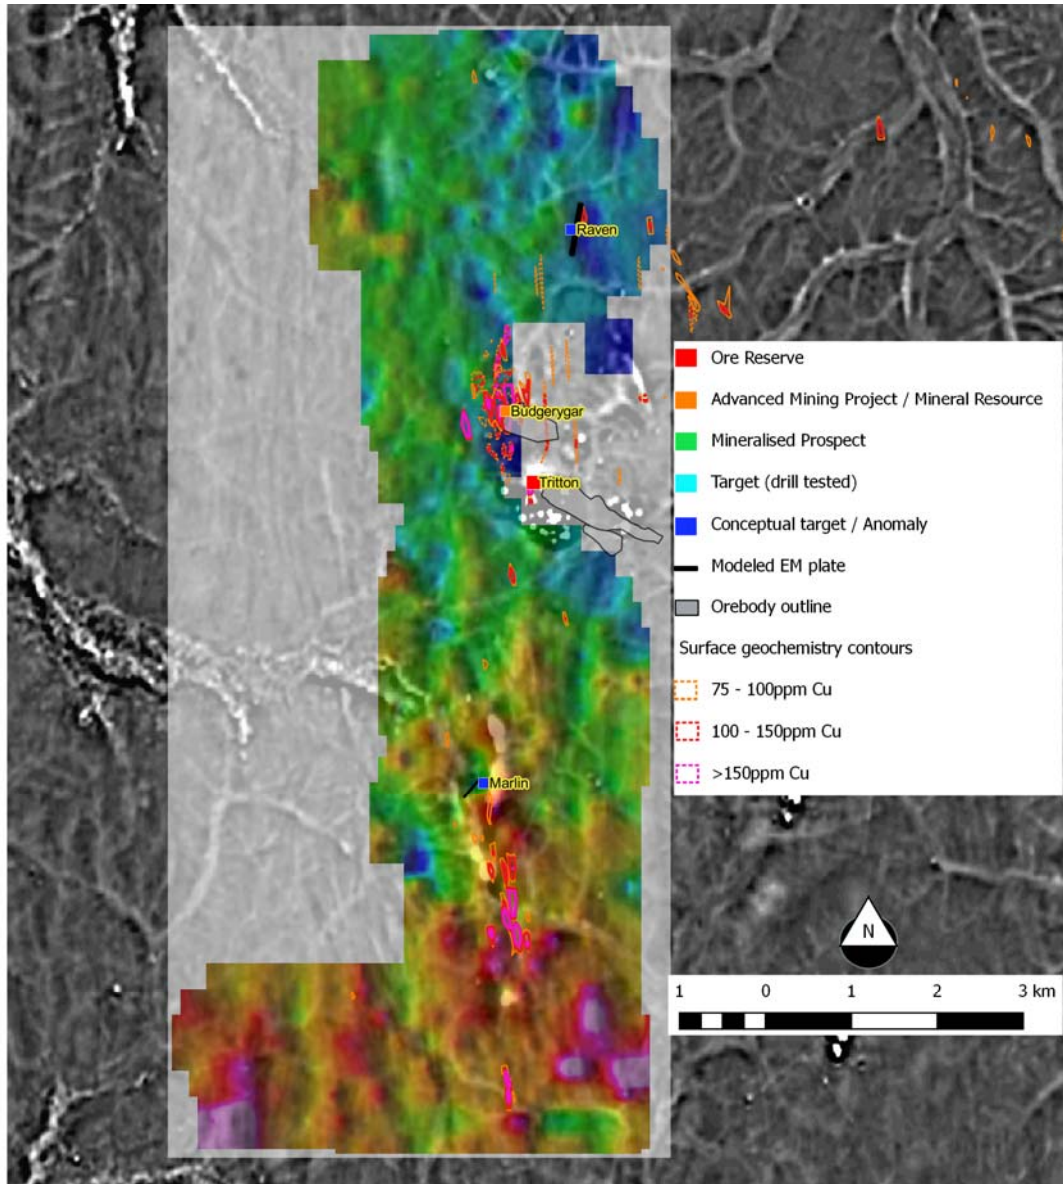 Raven
Budgerygar
Tritton
Marlin
Ore Reserve
Advanced Mining Project / Mineral Resource
Mineralised Prospect
Target (drill tested)
Conceptual target / Anomaly
Modeled EM plate
Orebody outline
Surface geochemistry contours
75 - 100ppm Cu
100 - 150ppm Cu
>150ppm Cu
N
1 0 1 2 3 km